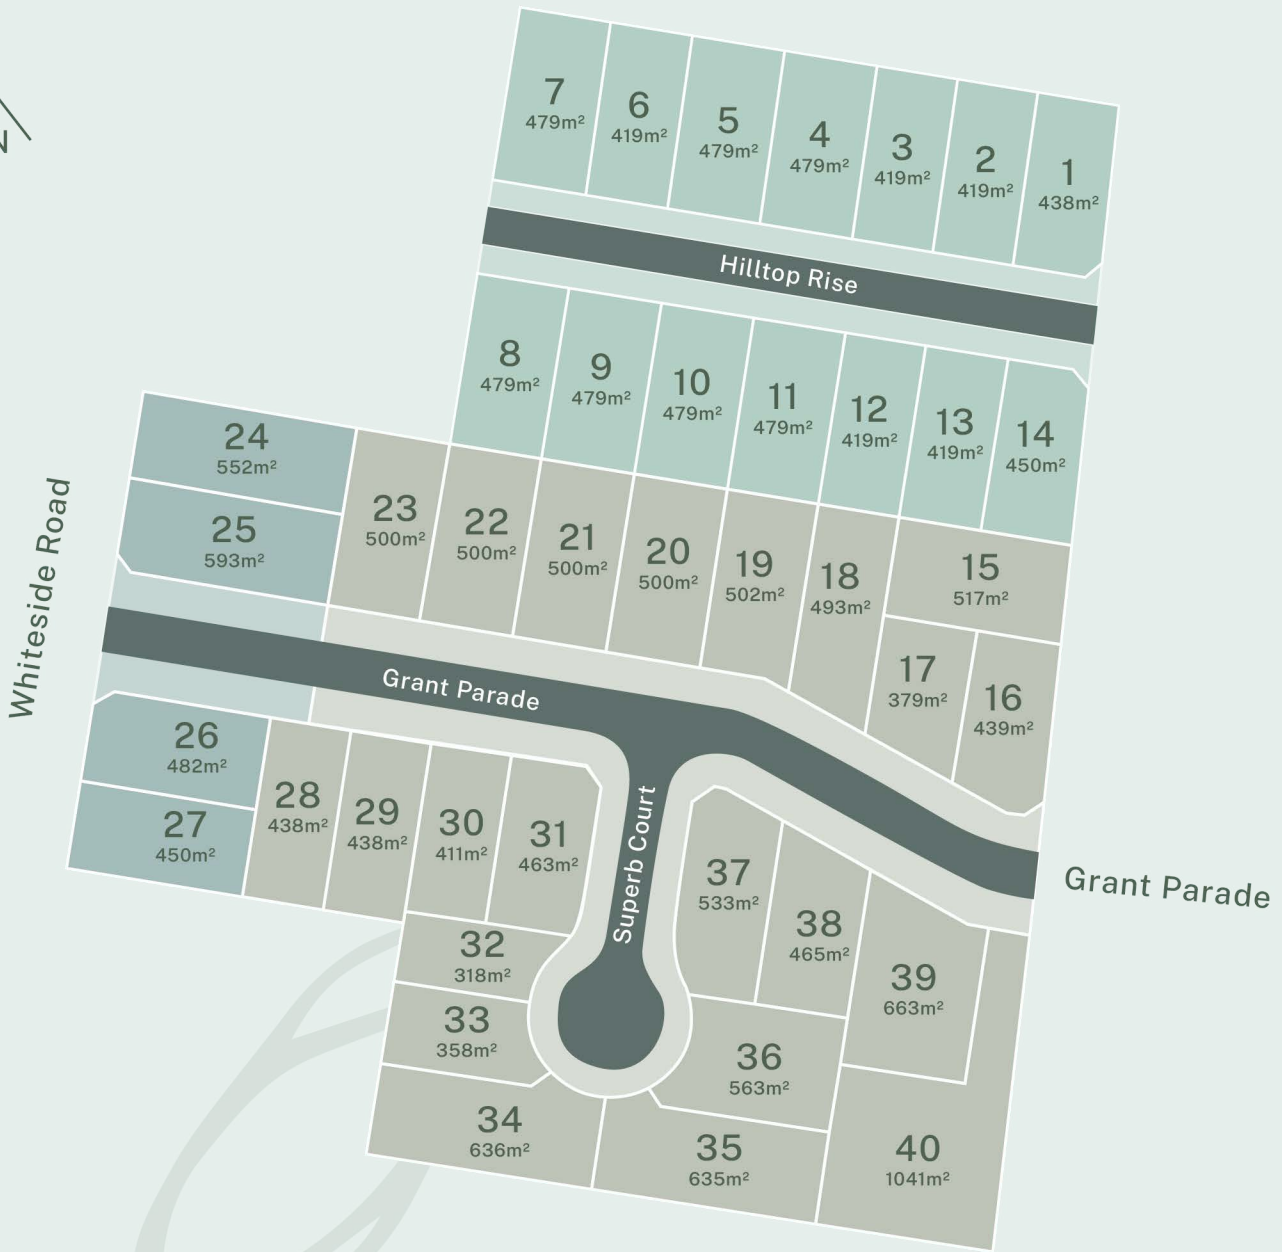 N
7
479m²
6
419m²
5
479m²
4
479m²
3
419m²
2
419m²
1
438m²
Hilltop Rise
8
479m²
9
479m²
10
479m²
11
479m²
12
419m²
13
419m²
14
450m²
24
552m²
25
593m²
23
500m²
22
500m²
21
500m²
20
500m²
19
502m²
18
493m²
15
517m²
17
379m²
16
439m²
Whiteside Road
Grant Parade
26
482m²
27
450m²
28
438m²
29
438m²
30
411m²
31
463m²
Superb Court
37
533m²
38
465m²
39
663m²
Grant Parade
32
318m²
33
358m²
36
563m²
34
636m²
35
635m²
40
1041m²